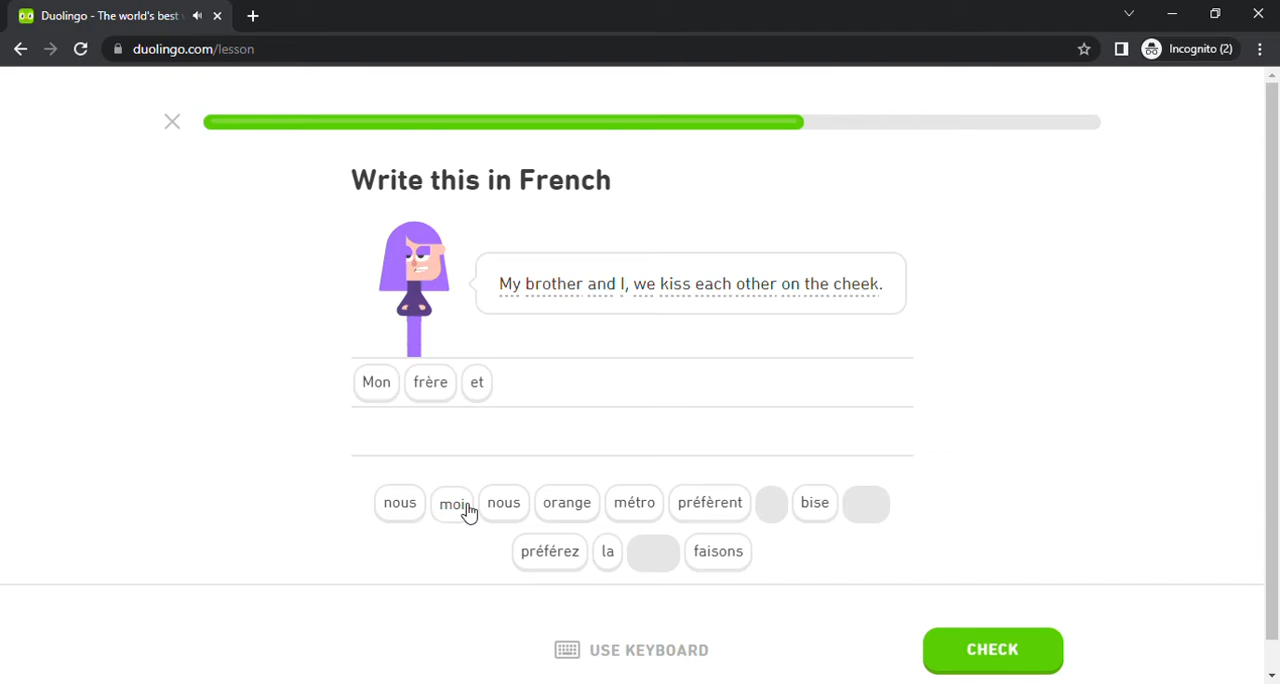 Duolingo - The world's best
duolingo.com/lesson
Incognito (2)
Write this in French
My brother and I, we kiss each other on the cheek.
Mon frère et
nous moi nous orange métro préfèrent bise
préférez la faisons
USE KEYBOARD
CHECK